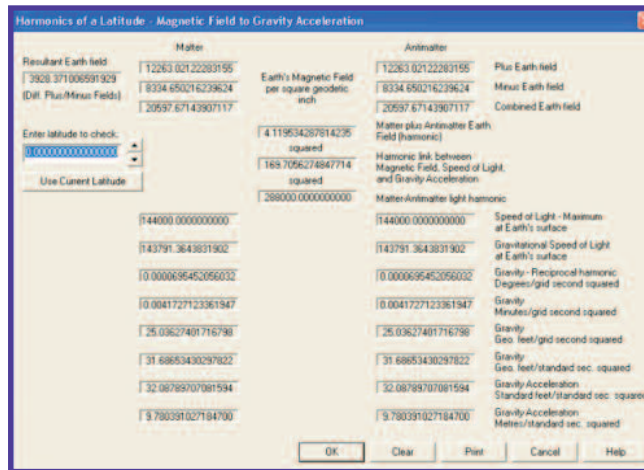 Harmonics of a Latitude - Magnetic Field to Gravity Acceleration
Matter
Antimatter
Resultant Earth field
3928.371006591929
(Diff. Plus/Minus Fields)
12263.02122283155
12263.02122283155
Plus Earth field
8334.650216239624
Earth's Magnetic Field
per square geodetic
inch
8334.650216239624
Minus Earth field
20597.67143907117
20597.67143907117
Combined Earth field
Enter latitude to check.
0.000000000000000
Use Current Latitude
4.119534287814235
Matter plus Antimatter Earth
Field (harmonic)
squared
169.7056274847714
Harmonic link between
Magnetic Field, Speed of Light,
and Gravity Acceleration
squared
288000.0000000000
Matter-Antimatter light harmonic
144000.0000000000
144000.0000000000
Speed of Light - Maximum
at Earth's surface
143791.3643831902
143791.3643831902
Gravitational Speed of Light
at Earth's surface
0.0000695452056032
0.0000695452056032
Gravity - Reciprocal harmonic
Degrees/grid second squared
0.0041727123361947
0.0041727123361947
Gravity
Minutes/grid second squared
25.03627401716798
25.03627401716798
Gravity
Geo. feet/grid second squared
31.68653430297822
31.68653430297822
Gravity
Geo. feet/standard sec. squared
32.08789707081594
32.08789707081594
Gravity Acceleration
Standard feet/standard sec. squared
9.780391027184700
9.780391027184700
Gravity Acceleration
Metres/standard sec. squared
OK
Clear
Print
Cancel
Help